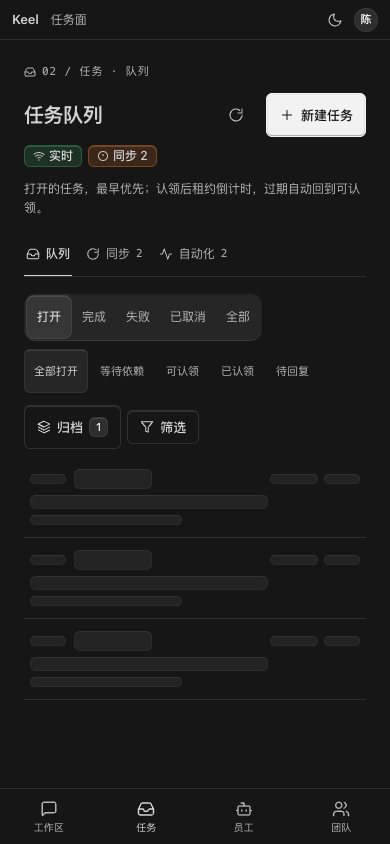 Keel 任务面 陈
02 / 任务 · 队列
任务队列 新建任务
实时 同步 2
打开的任务，最早优先；认领后租约倒计时，过期自动回到可认
领。
队列 同步 2 自动化 2
打开 完成 失败 已取消 全部
全部打开 等待依赖 可认领 已认领 待回复
归档 1 筛选
工作区 任务 员工 团队